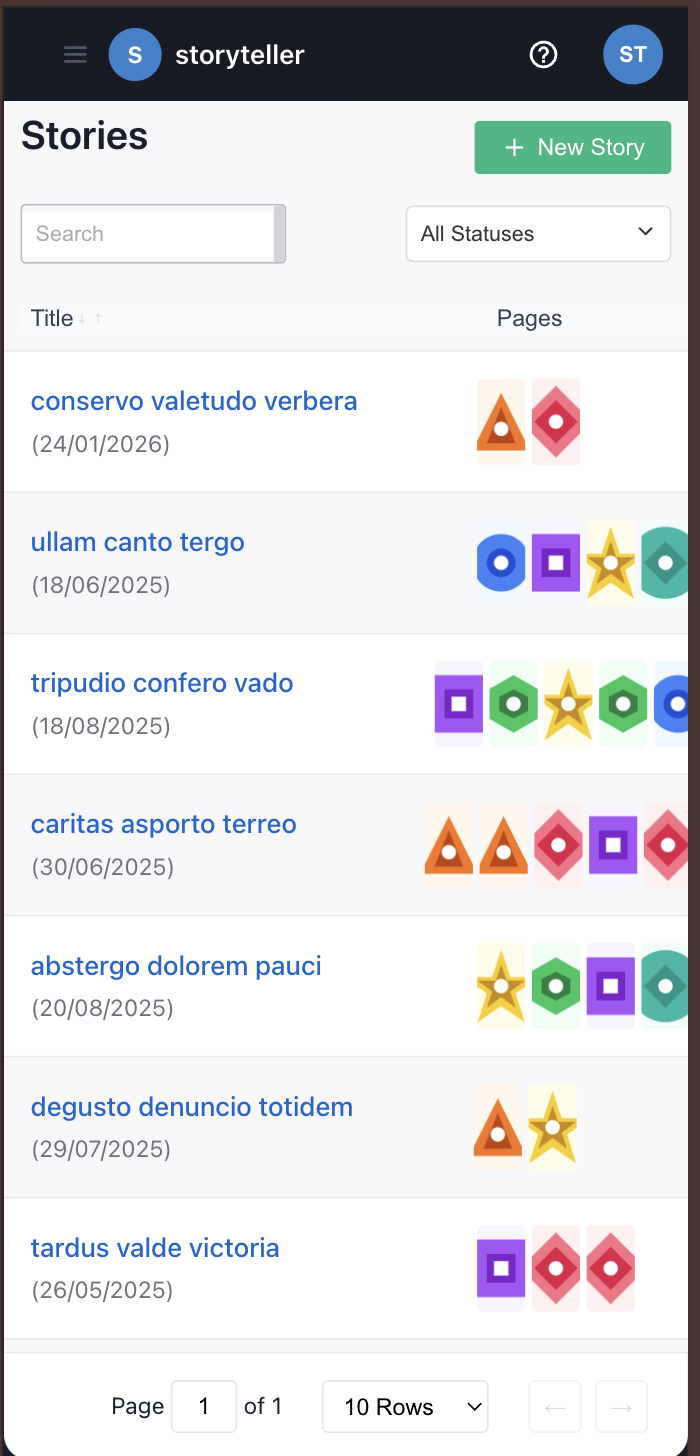 S storyteller ST
Stories
+ New Story
Search
All Statuses
Title ↓ ↑ Pages
conservo valetudo verbera
(24/01/2026)
ullam canto tergo
(18/06/2025)
tripudio confero vado
(18/08/2025)
caritas asporto terreo
(30/06/2025)
abstergo dolorem pauci
(20/08/2025)
degusto denuncio totidem
(29/07/2025)
tardus valde victoria
(26/05/2025)
Page 1 of 1 10 Rows ← →